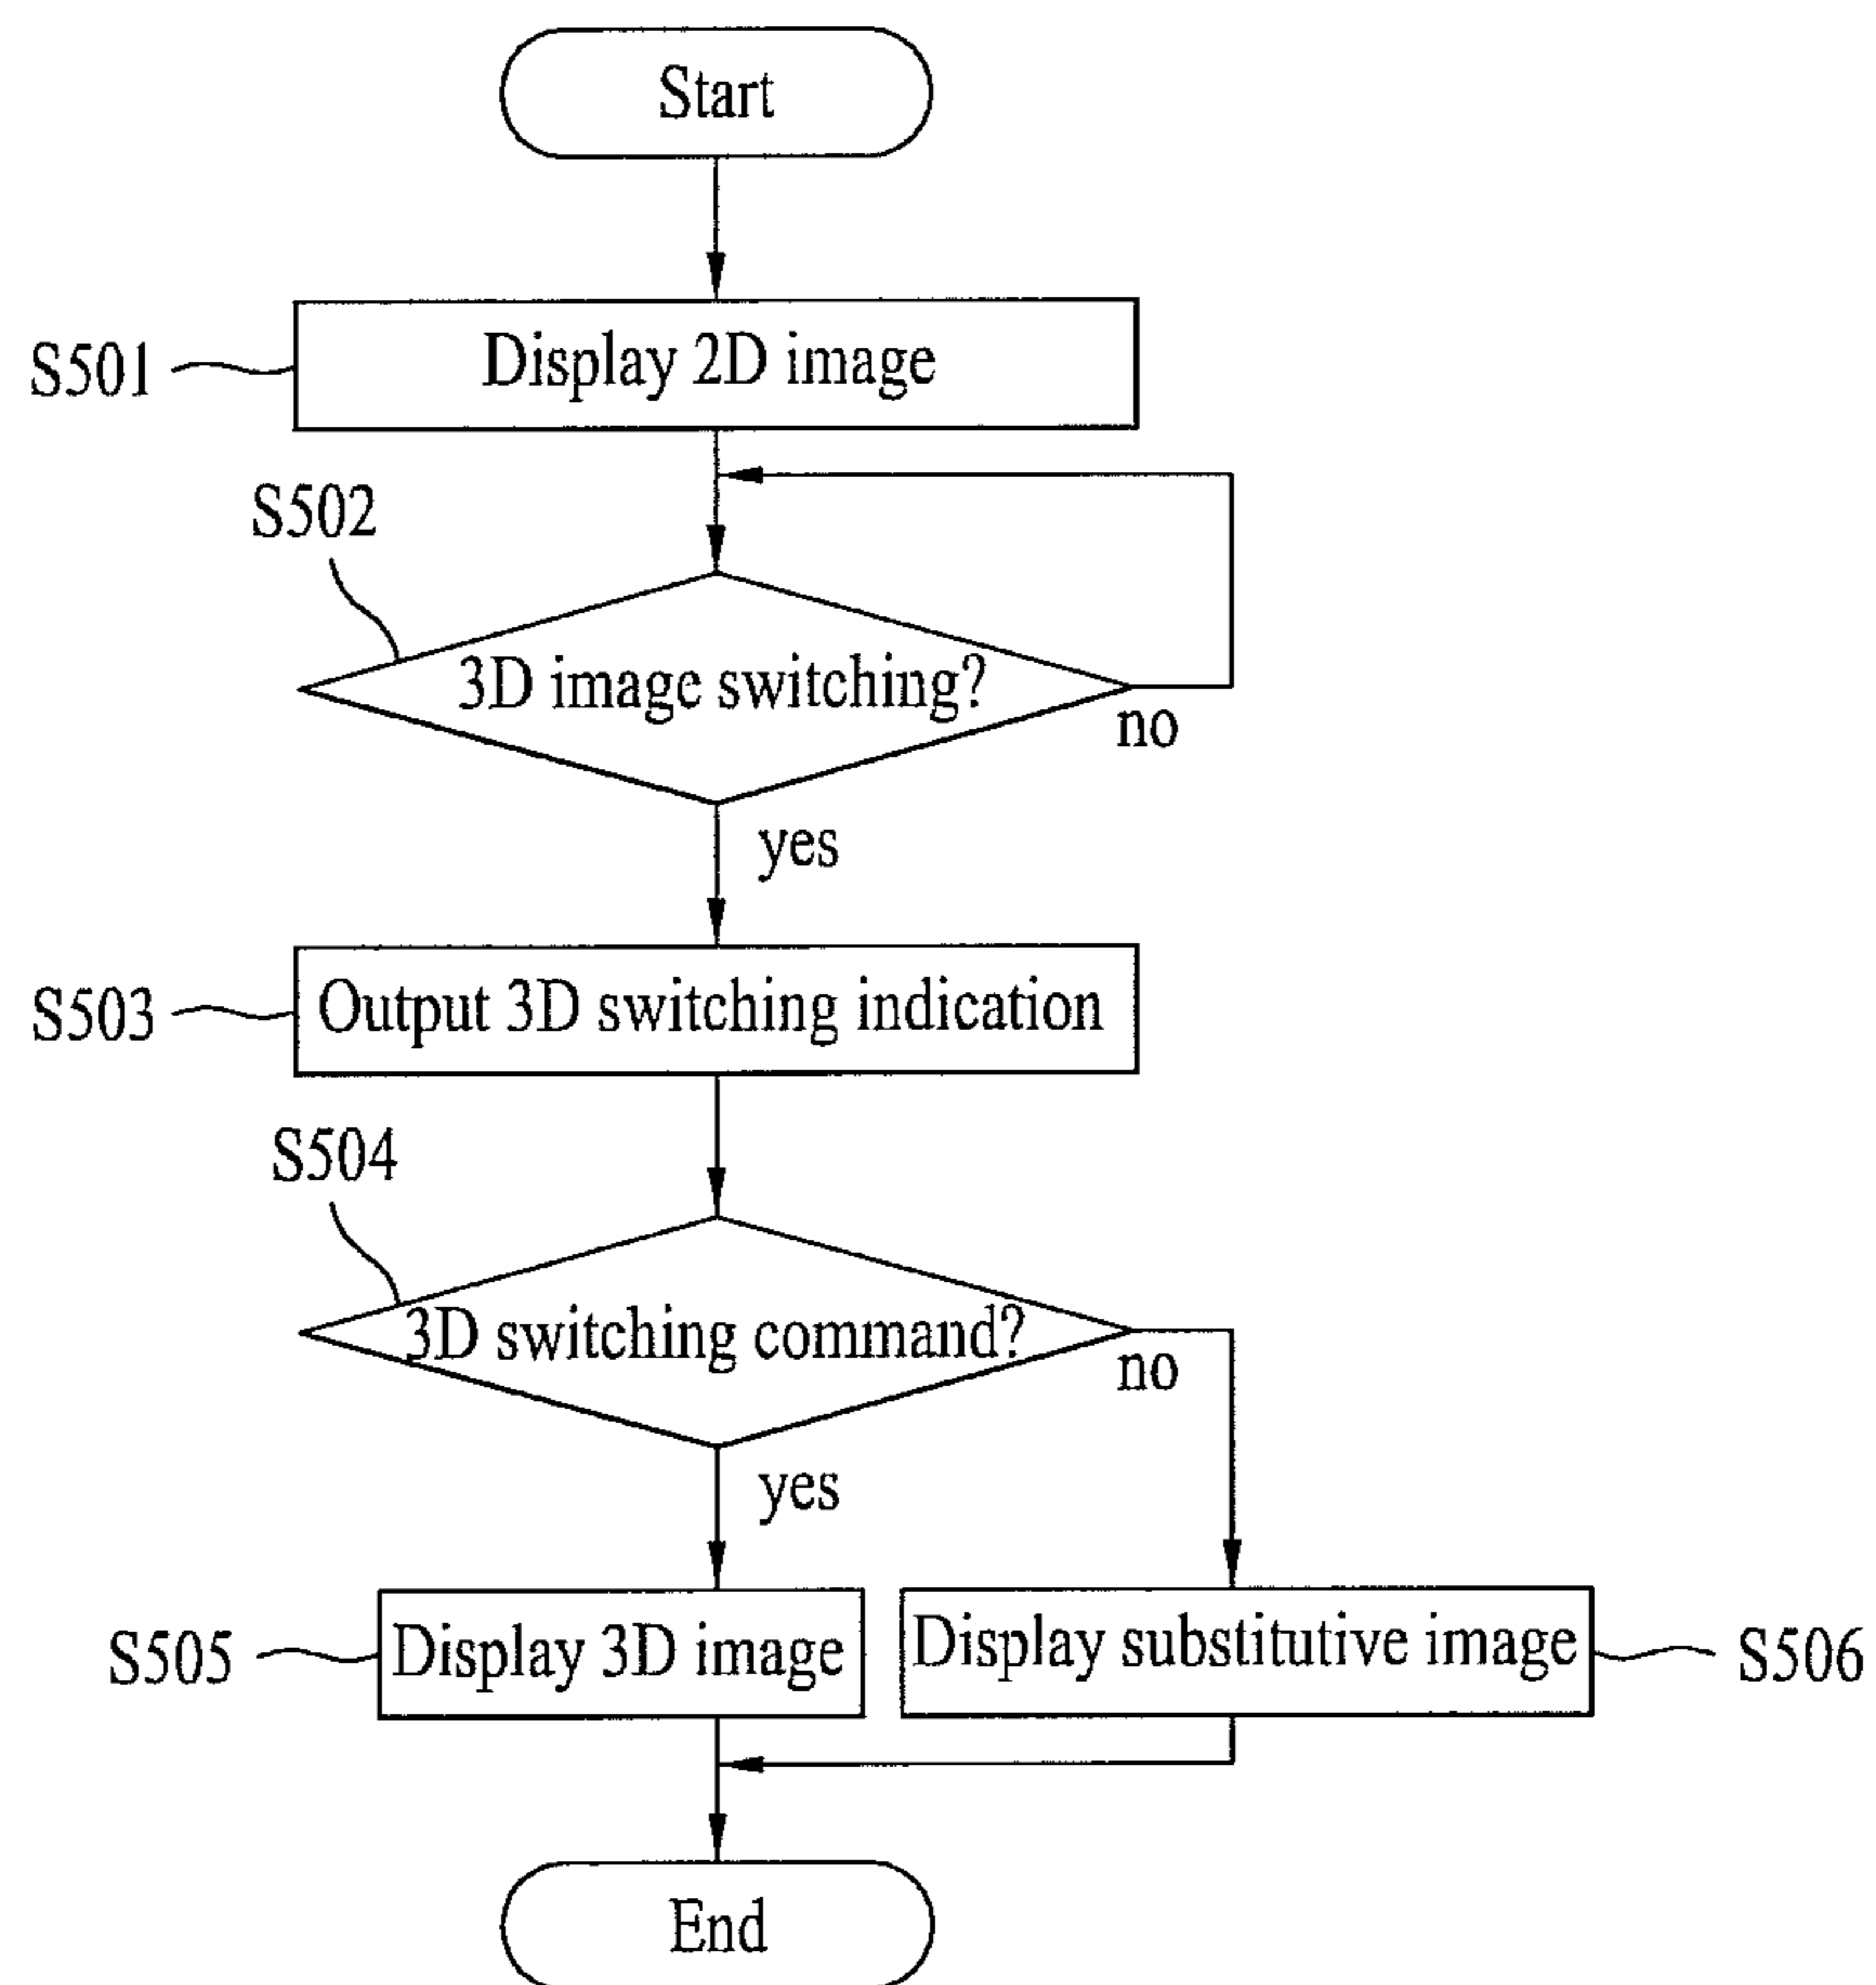 Start
S501
Display 2D image
S502
3D image switching?
no
yes
S503
Output 3D switching indication
S504
3D switching command?
no
yes
S505
Display 3D image
Display substitutive image
S506
End